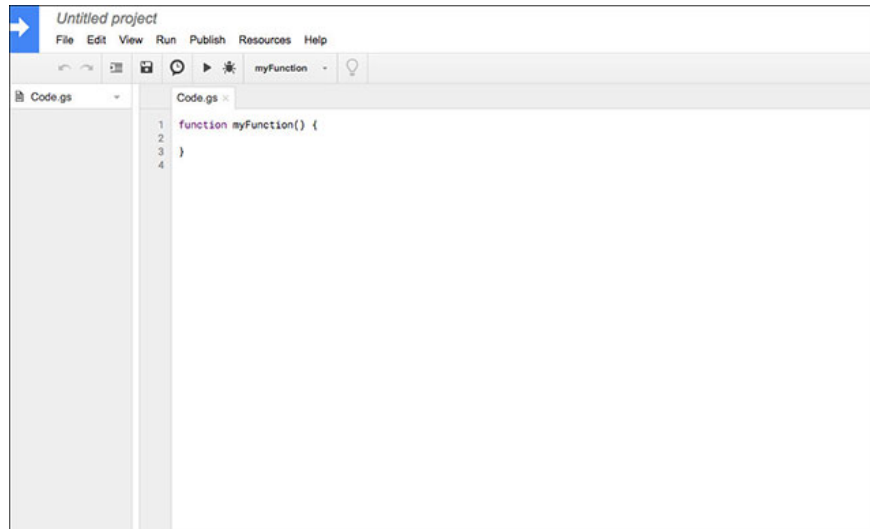 Untitled project
File Edit View Run Publish Resources Help
myFunction
Code.gs
Code.gs
1 function myFunction() {
2
3 }
4